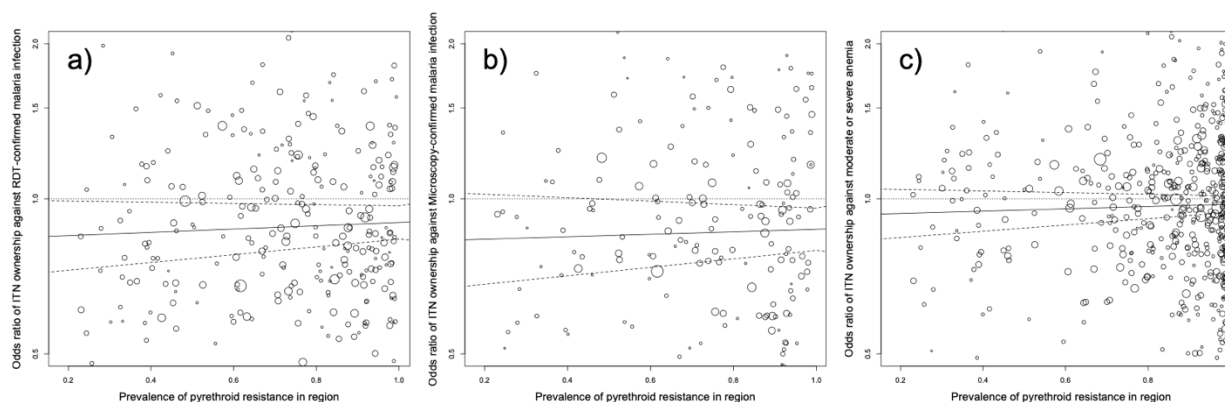 a)
Odds ratio of ITN ownership against RDT-confirmed malaria infection
2.0
1.5
1.0
0.5
0.2
0.4
0.6
0.8
1.0
Prevalence of pyrethroid resistance in region
b)
Odds ratio of ITN ownership against Microscopy-confirmed malaria infection
2.0
1.5
1.0
0.5
0.2
0.4
0.6
0.8
1.0
Prevalence of pyrethroid resistance in region
c)
Odds ratio of ITN ownership against moderate or severe anemia
2.0
1.5
1.0
0.5
0.2
0.4
0.6
0.8
Prevalence of pyrethroid resistance in region